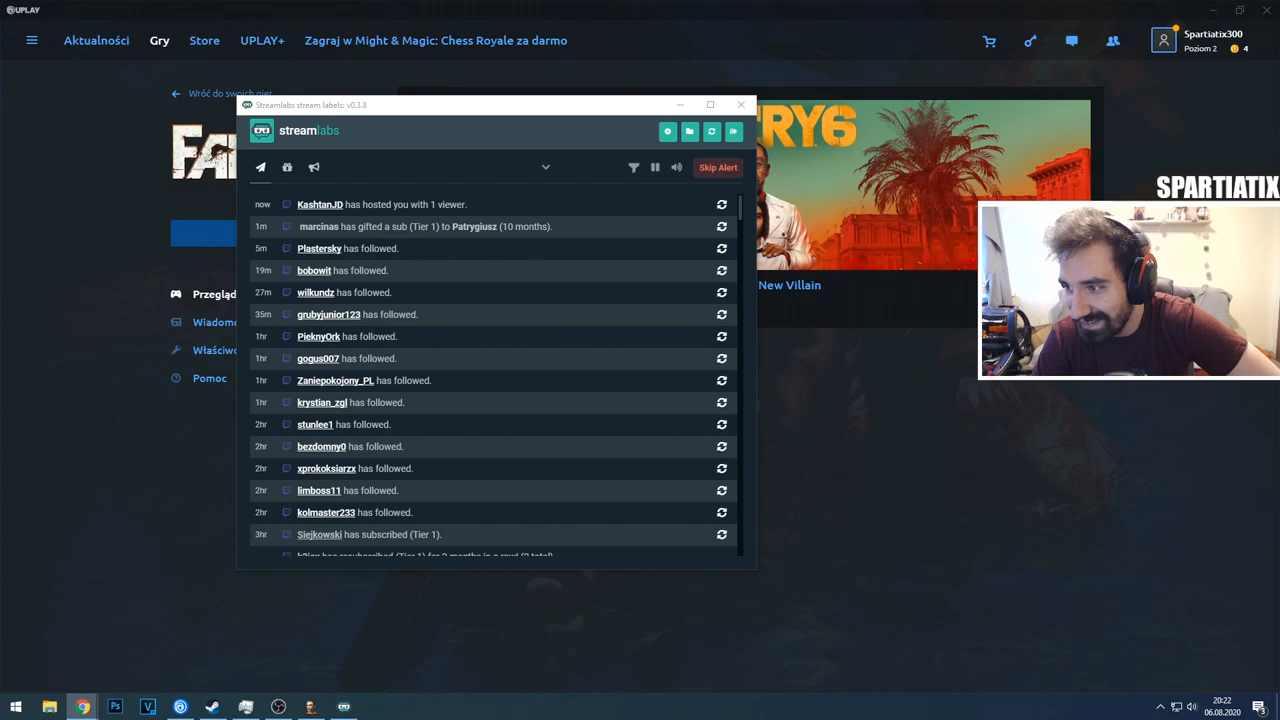 UPLAY
Aktualności Gry Store UPLAY+ Zagraj w Might & Magic: Chess Royale za darmo
Spartiatix300
Poziom 2 4
Wróć do swoich gier
Streamlabs stream labels: v0.3.8
streamlabs
Skip Alert
now KashtanJD has hosted you with 1 viewer.
1m marcinas has gifted a sub (Tier 1) to Patrygiusz (10 months).
5m Plastersky has followed.
19m bobowit has followed.
27m wilkundz has followed.
35m grubyjunior123 has followed.
1hr PieknyOrk has followed.
1hr gogus007 has followed.
1hr Zaniepokojony_PL has followed.
1hr krystian_zgl has followed.
2hr stunlee1 has followed.
2hr bezdomny0 has followed.
2hr xprokoksiarzx has followed.
2hr limboss11 has followed.
2hr kolmaster233 has followed.
3hr Siejkowski has subscribed (Tier 1).
FAR
Przegląd
Wiadomo
Właściwo
Pomoc
RY6
New Villain
SPARTIATIX
Ps
V
20:22
06.08.2020
3